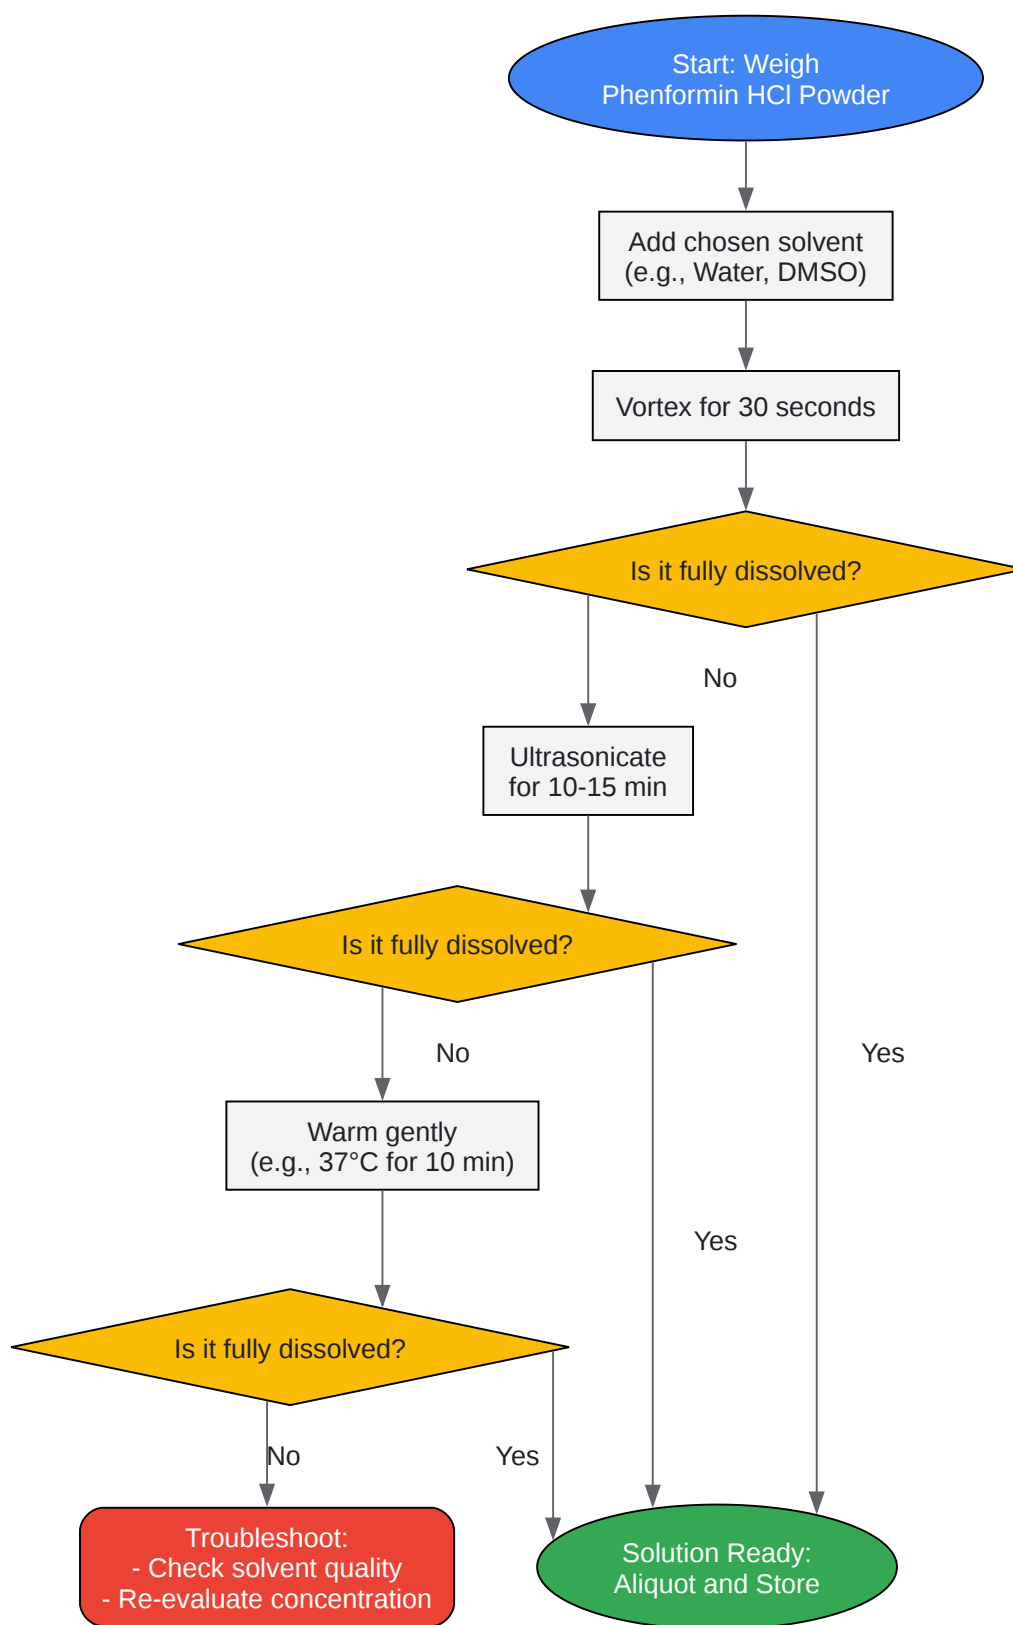 Start: Weigh
Phenformin HCl Powder
Add chosen solvent
(e.g., Water, DMSO)
Vortex for 30 seconds
Is it fully dissolved?
No
Ultrasonicate
for 10-15 min
Is it fully dissolved?
No
Yes
Warm gently
(e.g., 37°C for 10 min)
Yes
Is it fully dissolved?
No
Yes
Troubleshoot:
- Check solvent quality
- Re-evaluate concentration
Solution Ready:
Aliquot and Store